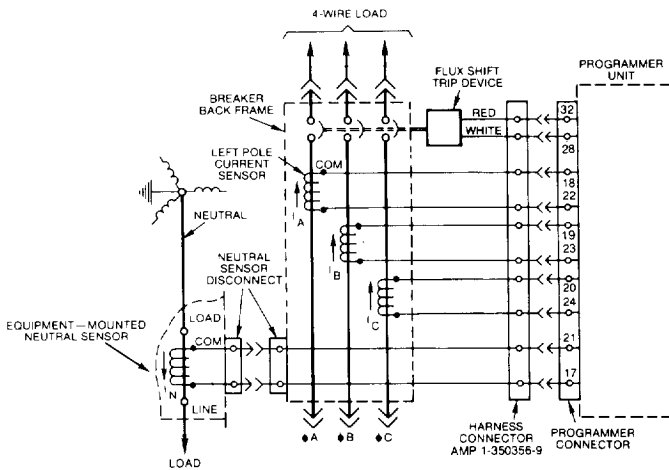 4-WIRE LOAD
FLUX SHIFT
TRIP DEVICE
PROGRAMMER
UNIT
BREAKER
BACK FRAME
RED
WHITE
32
28
LEFT POLE
CURRENT
SENSOR
COM
18
22
I A
NEUTRAL
19
23
I B
NEUTRAL
SENSOR
DISCONNECT
20
24
I C
EQUIPMENT—MOUNTED
NEUTRAL SENSOR
LOAD
COM
21
I N
17
LINE
LOAD
ϕA
ϕB
ϕC
HARNESS
CONNECTOR
AMP 1-350356-9
PROGRAMMER
CONNECTOR